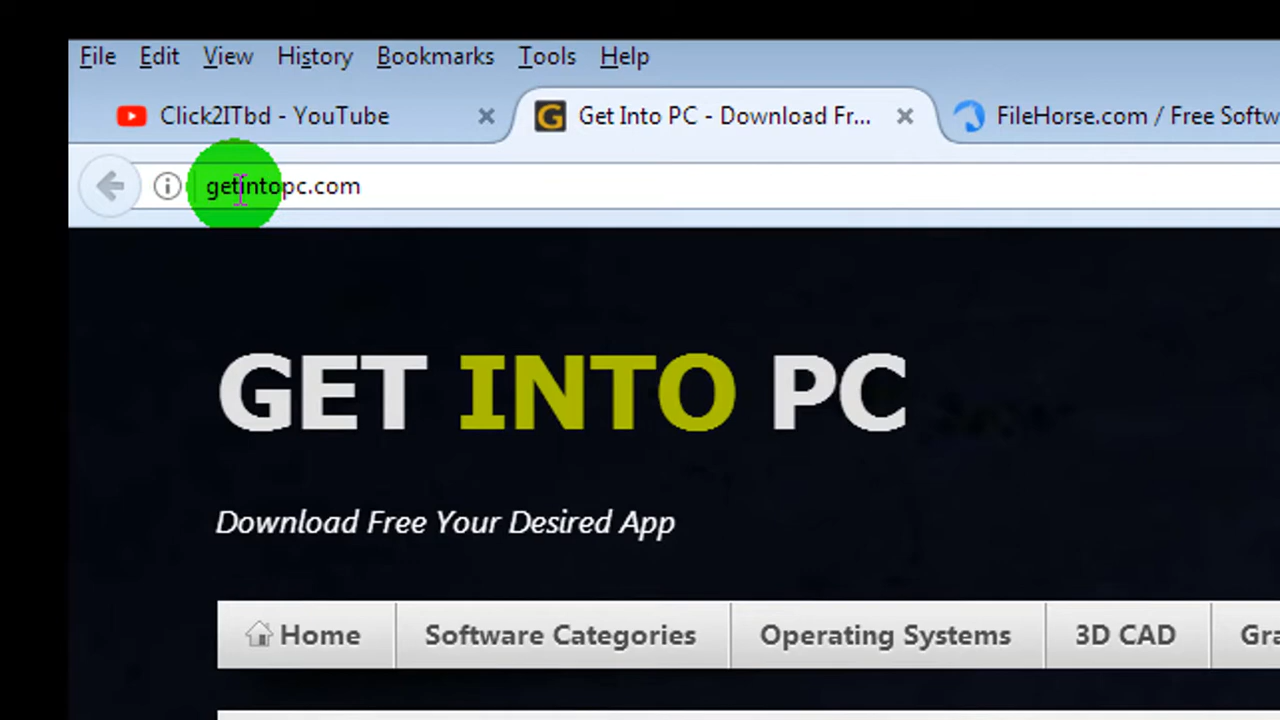 File Edit View History Bookmarks Tools Help
Click2ITbd - YouTube Get Into PC - Download Fr... FileHorse.com / Free Softw
getintopc.com
GET INTO PC
Download Free Your Desired App
Home Software Categories Operating Systems 3D CAD Gra